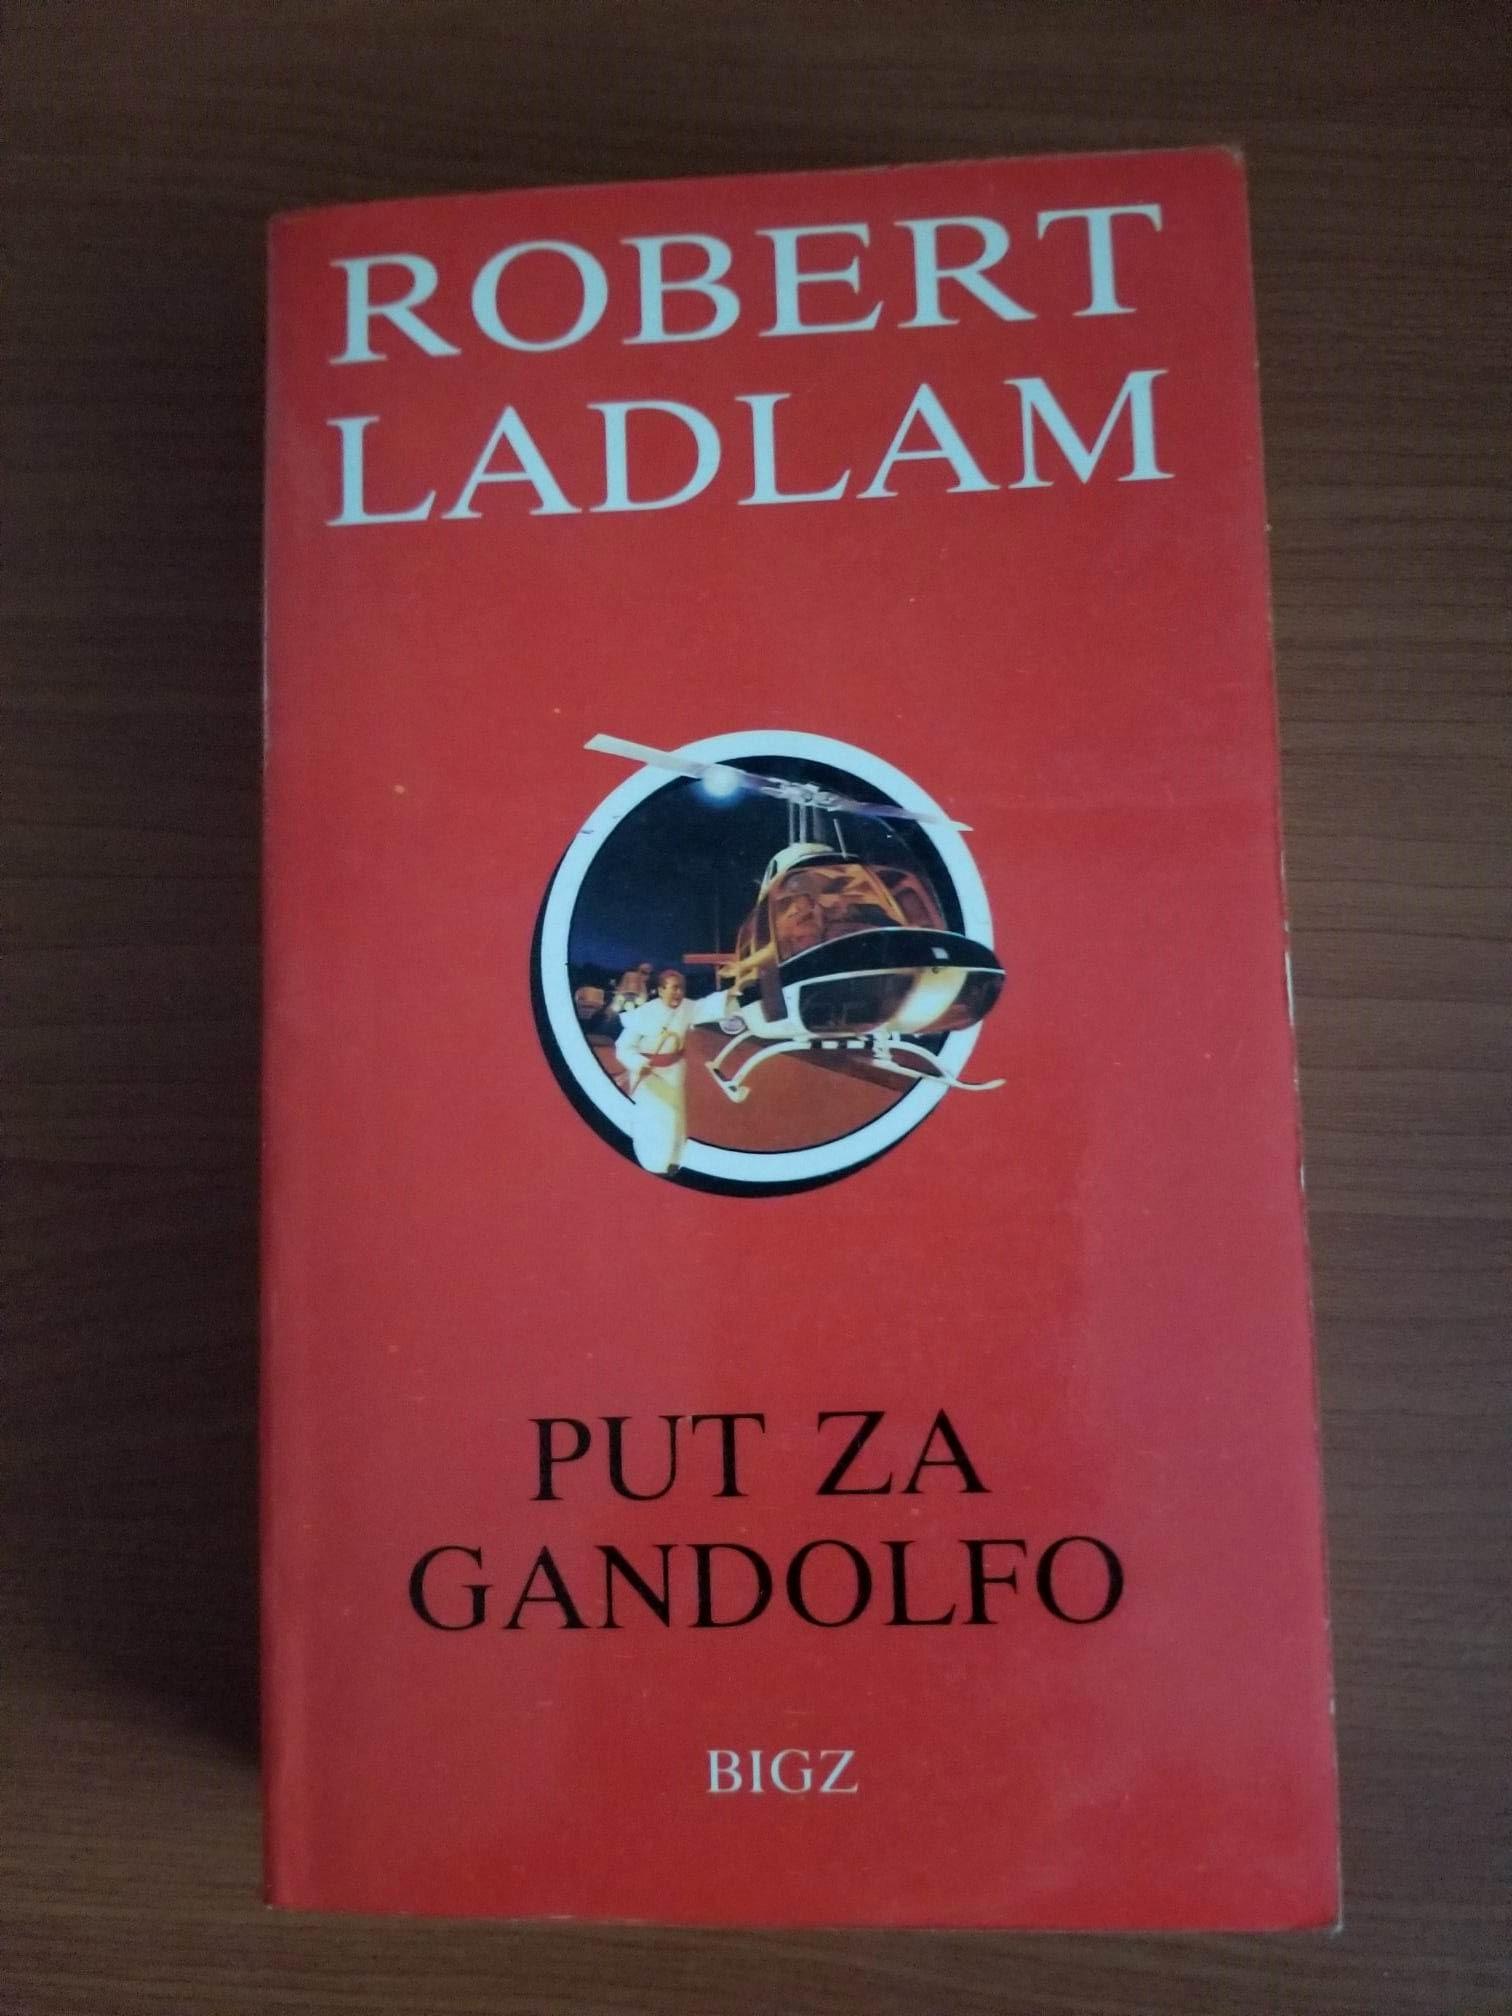 ROBERT
LADLAM
PUT ZA
GANDOLFO
BIGZ